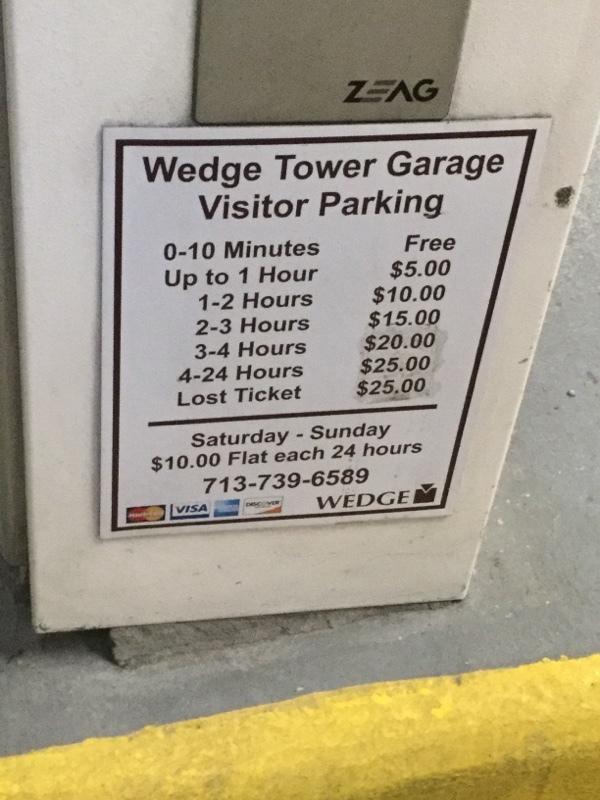 ZEAG
Wedge Tower Garage
Visitor Parking
0-10 Minutes Free
Up to 1 Hour $5.00
1-2 Hours $10.00
2-3 Hours $15.00
3-4 Hours $20.00
4-24 Hours $25.00
Lost Ticket $25.00
Saturday - Sunday
$10.00 Flat each 24 hours
713-739-6589
MasterCard VISA DISCOVER WEDGE